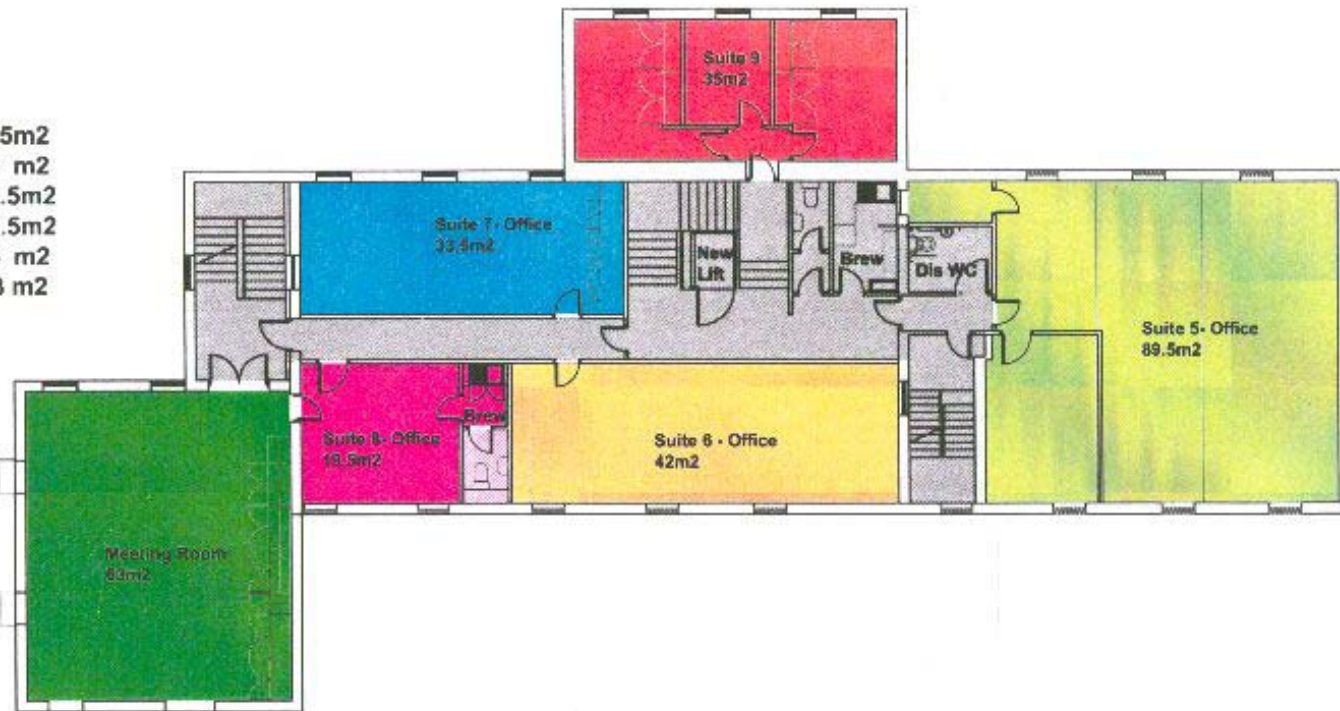 5m2
m2
.5m2
.5m2
m2
m2
Suite 9
35m2
Suite 7- Office
33.5m2
New
Lift
Brew
Dis WC
Suite 5- Office
89.5m2
Brew
Suite 8- Office
19.5m2
Suite 6 - Office
42m2
Meeting Room
63m2